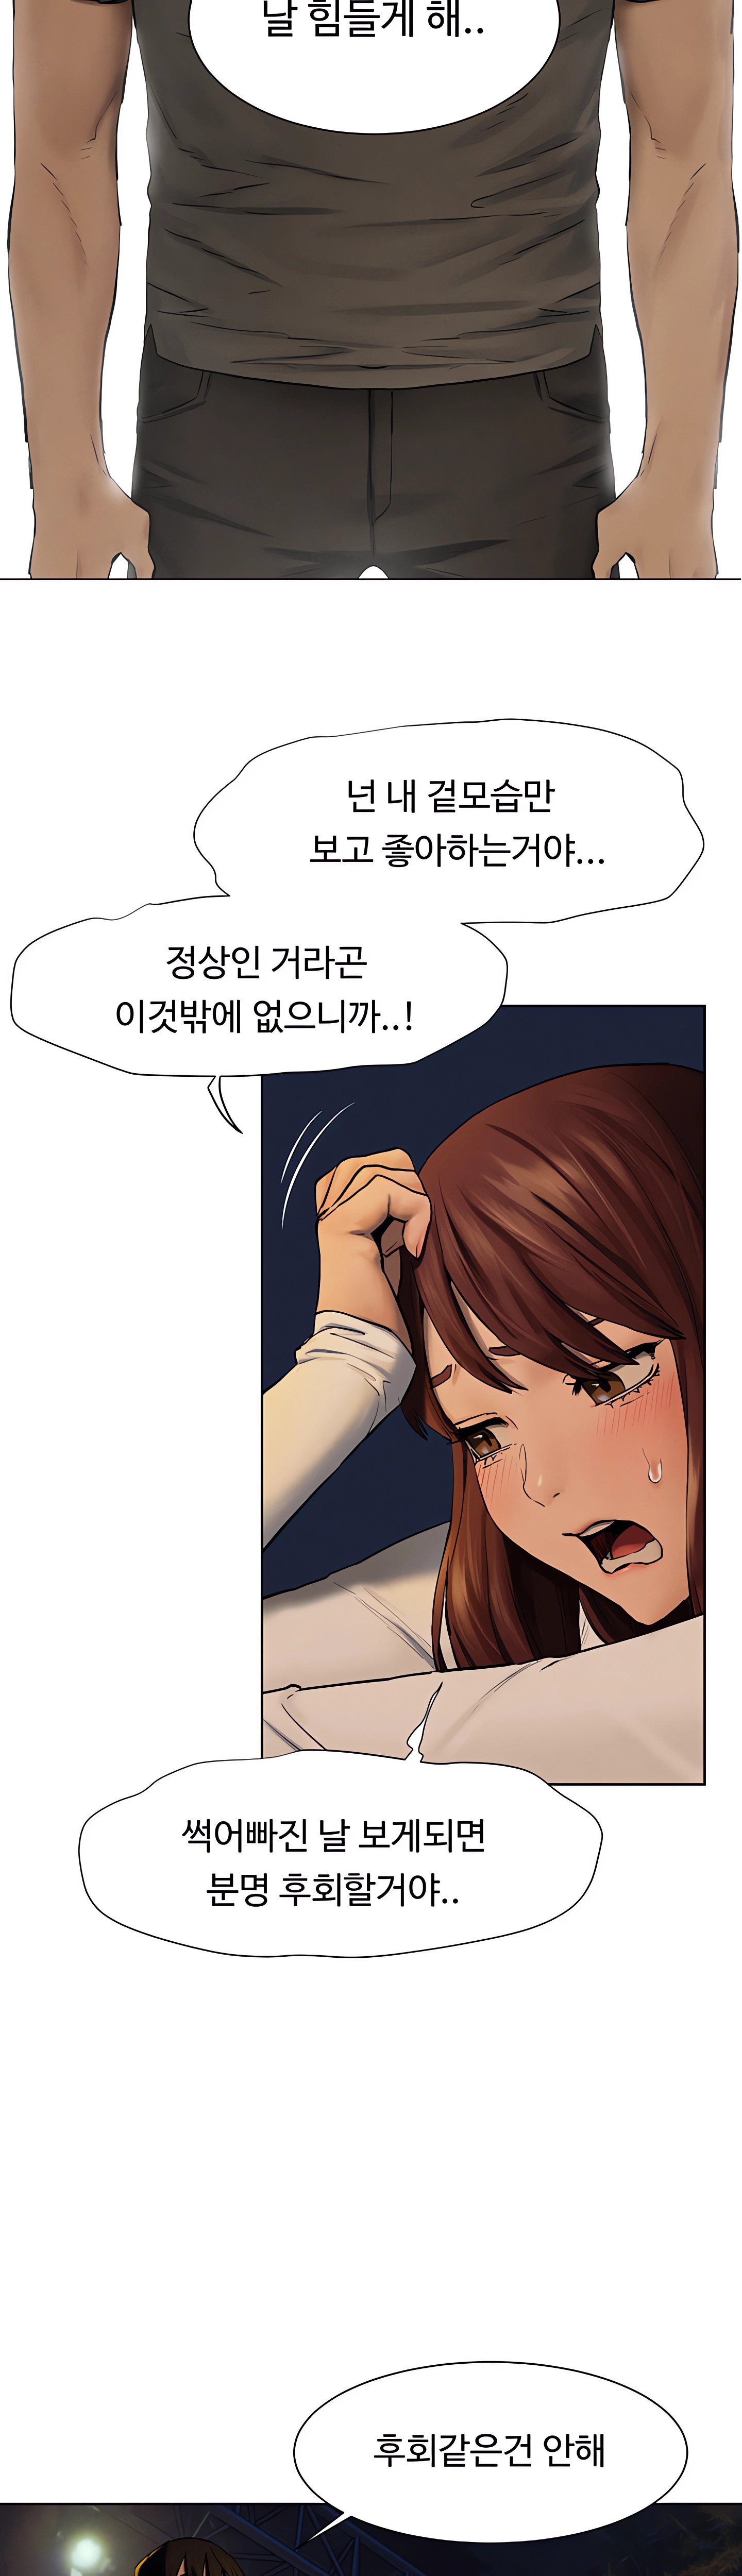 날 힘들게 해..
넌 내 겉모습만
보고 좋아하는거야...
정상인 거라곤
이것밖에 없으니까..!
썩어빠진 날 보게되면
분명 후회할거야..
후회같은건 안해